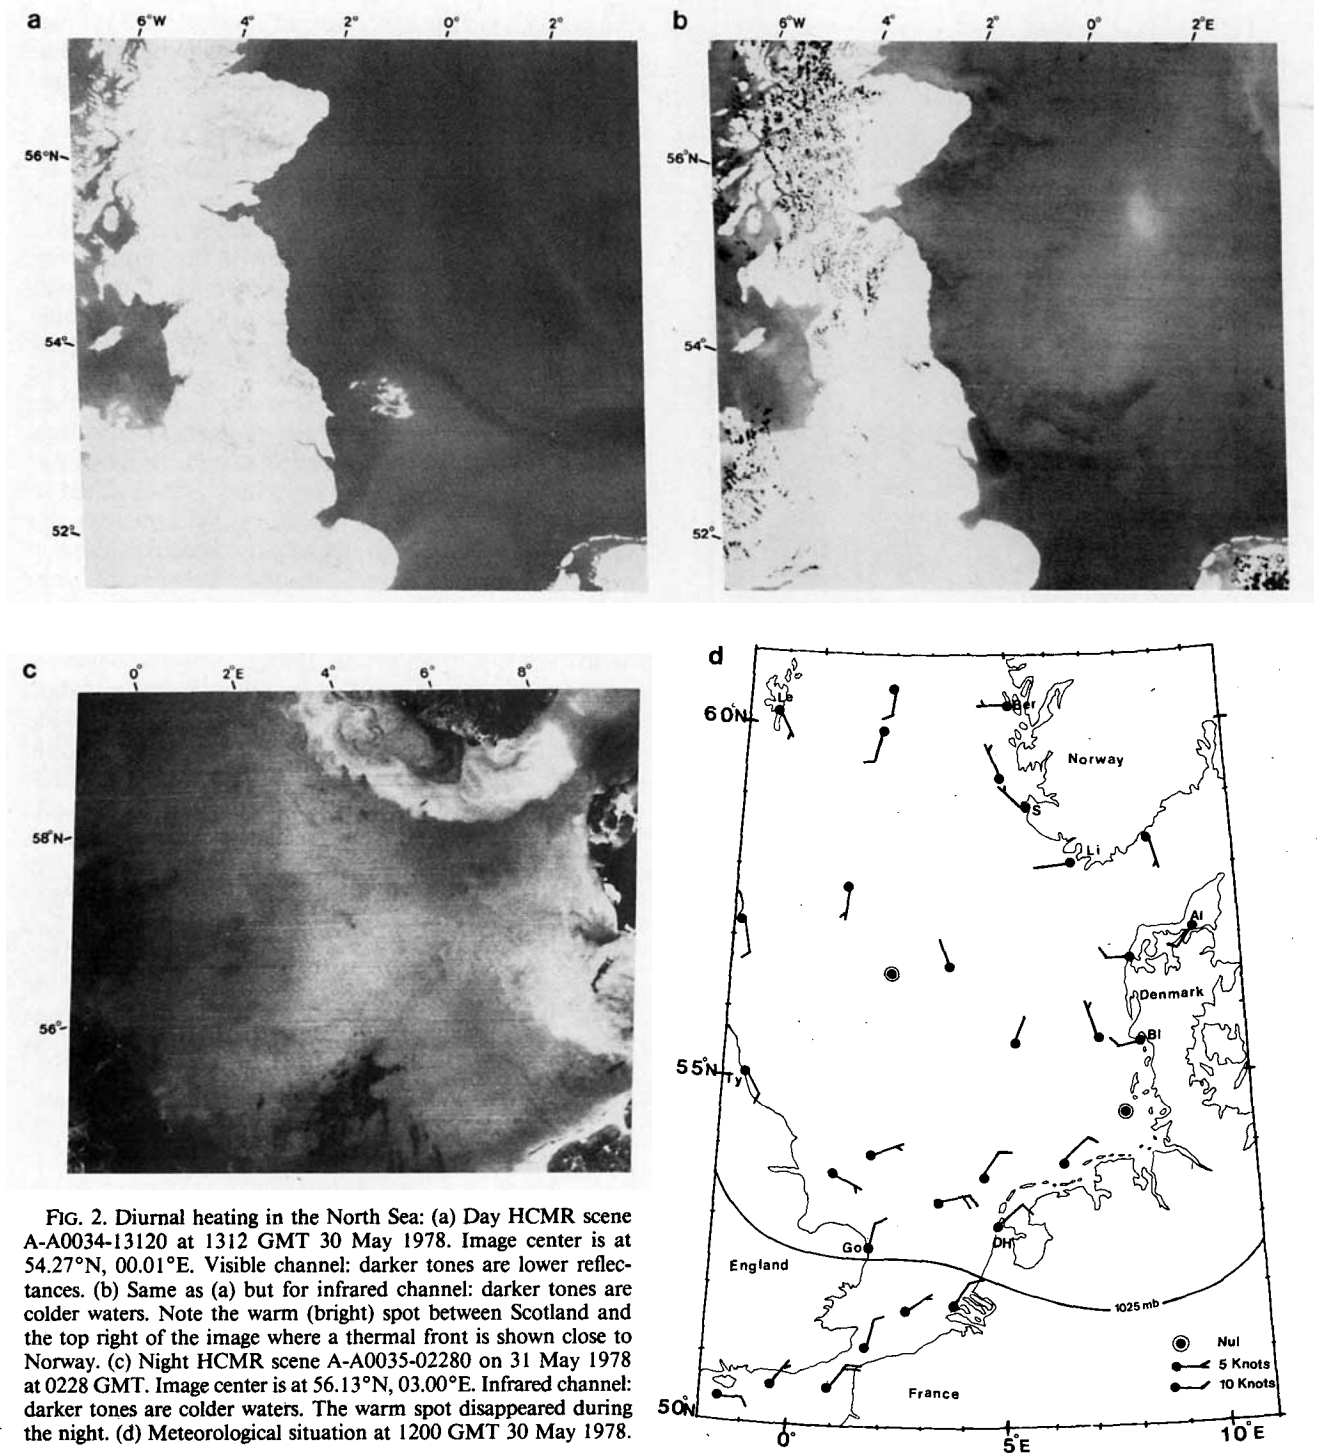 a
6°W 4° 2° 0° 2°
56°N
54°
52°
b
6°W 4° 2° 0° 2°E
56°N
54°
52°
c
0° 2°E 4° 6° 8°
58°N
56°
d
Le
60°N
Ber
Norway
S
Li
Al
Denmark
Bl
55°N
Ty
Go
DH
England
1025 mb
Nul
5 Knots
10 Knots
France
50N
0° 5°E 10°E
FIG. 2. Diurnal heating in the North Sea: (a) Day HCMR scene
A-A0034-13120 at 1312 GMT 30 May 1978. Image center is at
54.27°N, 00.01°E. Visible channel: darker tones are lower reflec-
tances. (b) Same as (a) but for infrared channel: darker tones are
colder waters. Note the warm (bright) spot between Scotland and
the top right of the image where a thermal front is shown close to
Norway. (c) Night HCMR scene A-A0035-02280 on 31 May 1978
at 0228 GMT. Image center is at 56.13°N, 03.00°E. Infrared channel:
darker tones are colder waters. The warm spot disappeared during
the night. (d) Meteorological situation at 1200 GMT 30 May 1978.